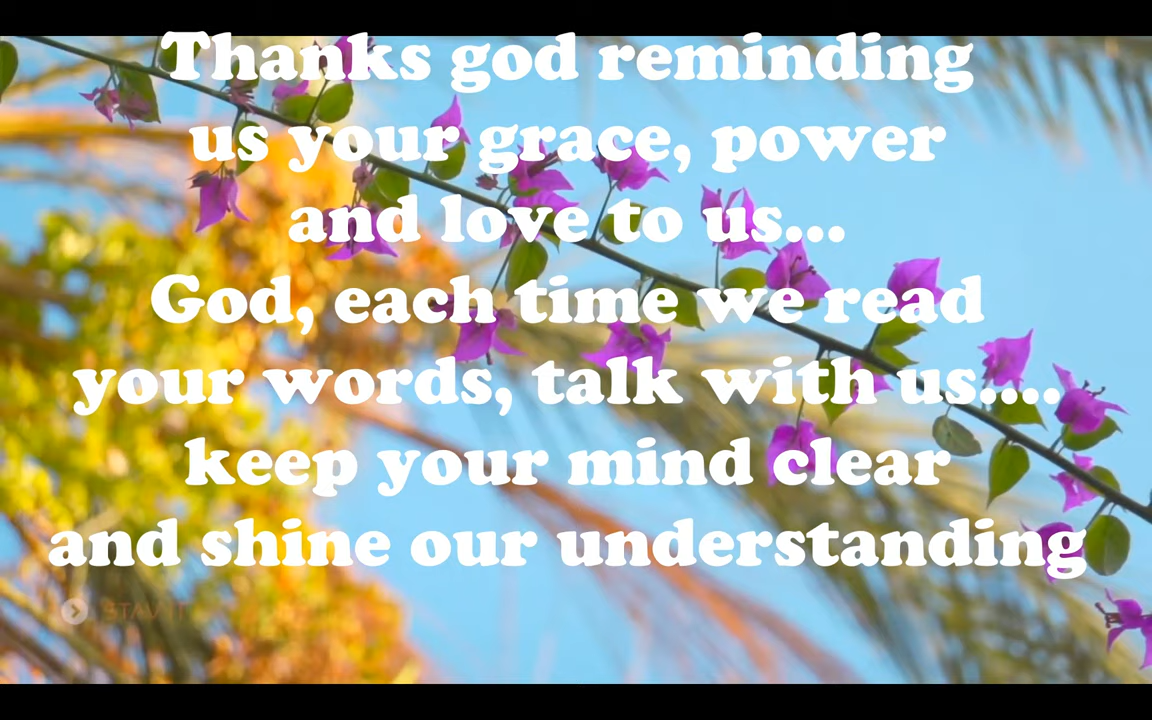 Thanks god reminding
us your grace, power
and love to us...
God, each time we read
your words, talk with us....
keep your mind clear
and shine our understanding